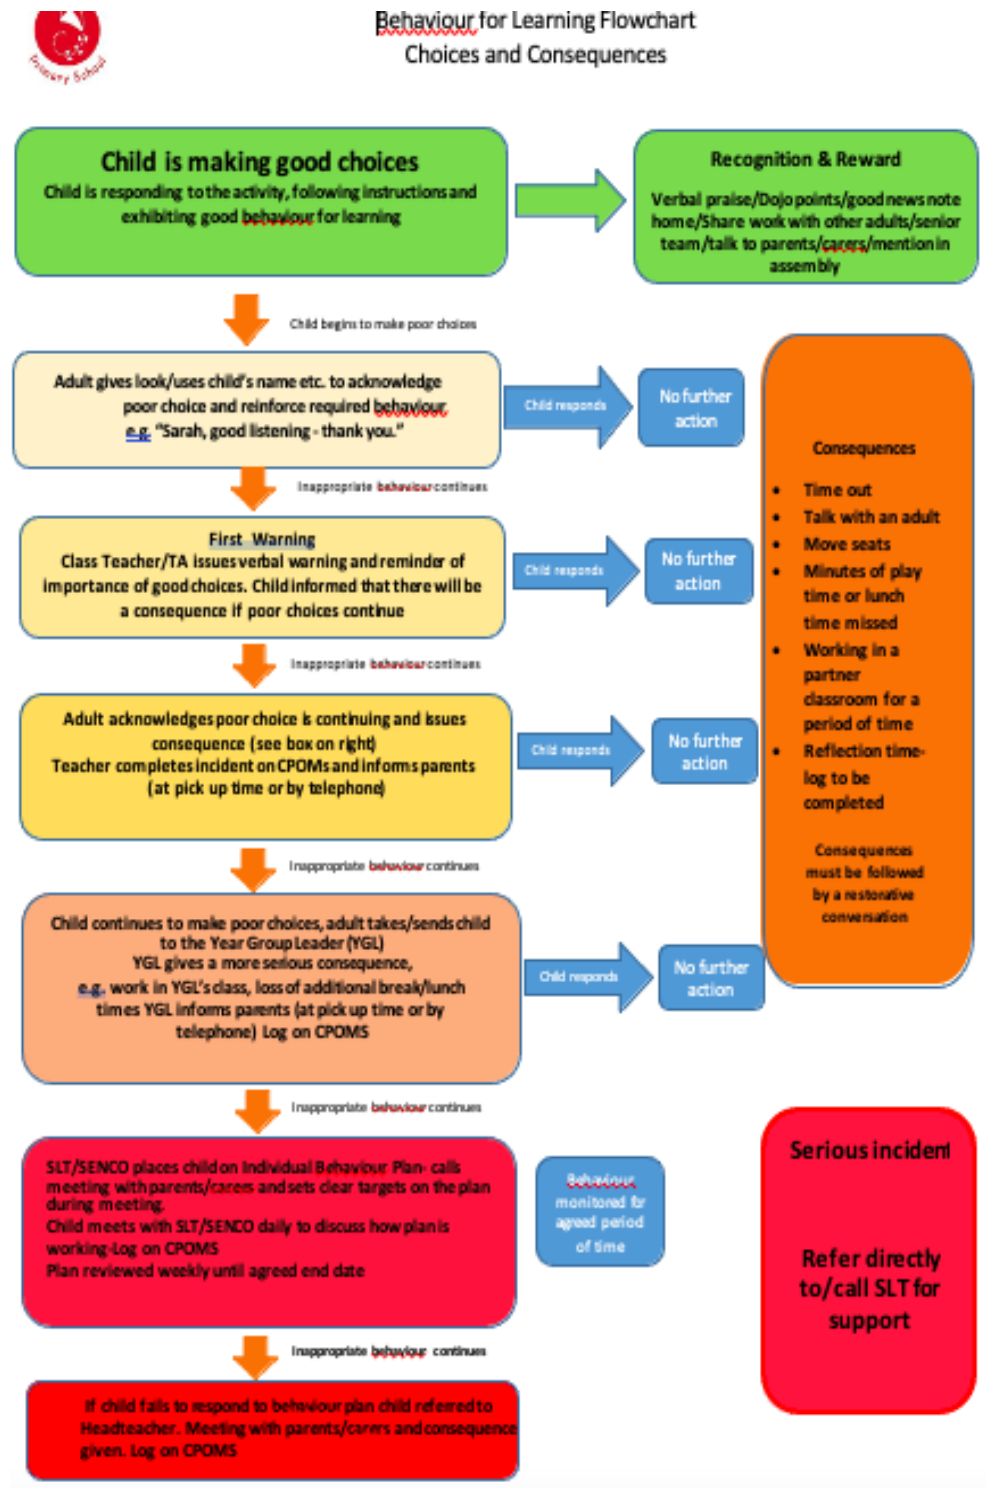 Primary School
Behaviour for Learning Flowchart
Choices and Consequences
Child is making good choices
Child is responding to the activity, following instructions and
exhibiting good behaviour for learning
Recognition & Reward
Verbal praise/Dojo points/good news note
home/Share work with other adults/senior
team/talk to parents/carers/mention in
assembly
Child begins to make poor choices
Adult gives look/uses child's name etc. to acknowledge
poor choice and reinforce required behaviour
e.g. "Sarah, good listening - thank you."
Child responds
No further
action
Inappropriate behaviour continues
First Warning
Class Teacher/TA issues verbal warning and reminder of
importance of good choices. Child informed that there will be
a consequence if poor choices continue
Child responds
No further
action
Inappropriate behaviour continues
Adult acknowledges poor choice is continuing and issues
consequence (see box on right)
Teacher completes incident on CPOMs and informs parents
(at pick up time or by telephone)
Child responds
No further
action
Inappropriate behaviour continues
Child continues to make poor choices, adult takes/sends child
to the Year Group Leader (YGL)
YGL gives a more serious consequence,
e.g. work in YGL's class, loss of additional break/lunch
times YGL informs parents (at pick up time or by
telephone) Log on CPOMS
Child responds
No further
action
Consequences
• Time out
• Talk with an adult
• Move seats
• Minutes of play
time or lunch
time missed
• Working in a
partner
classroom for a
period of time
• Reflection time-
log to be
completed
Consequences
must be followed
by a restorative
conversation
Inappropriate behaviour continues
SLT/SENCO places child on Individual Behaviour Plan- calls
meeting with parents/carers and sets clear targets on the plan
during meeting.
Child meets with SLT/SENCO daily to discuss how plan is
working-Log on CPOMS
Plan reviewed weekly until agreed end date
Behaviour
monitored for
agreed period
of time
Serious incident
Refer directly
to/call SLT for
support
Inappropriate behaviour continues
If child fails to respond to behaviour plan child referred to
Headteacher. Meeting with parents/carers and consequence
given. Log on CPOMS